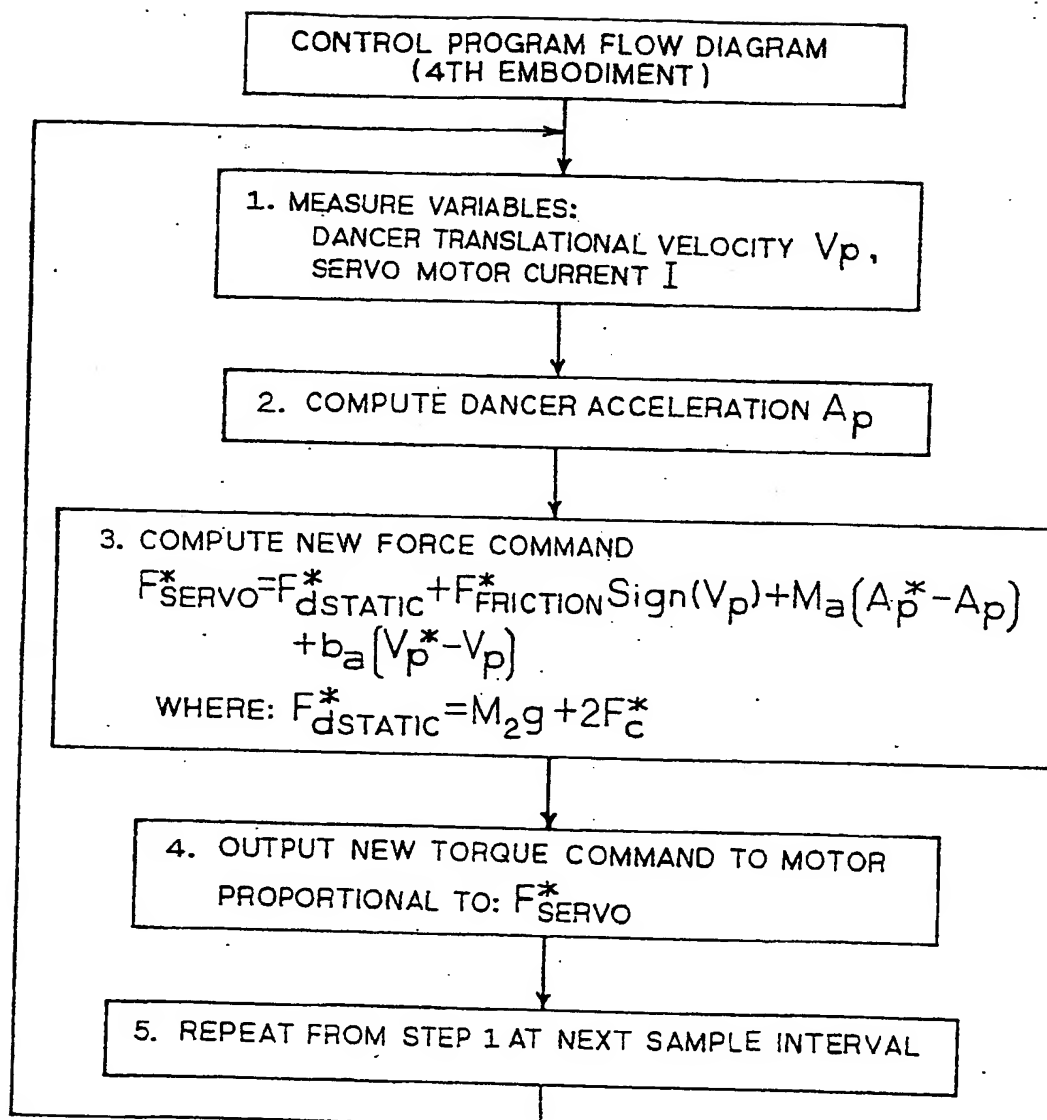 CONTROL PROGRAM FLOW DIAGRAM
(4TH EMBODIMENT)
1. MEASURE VARIABLES:
DANCER TRANSLATIONAL VELOCITY Vp,
SERVO MOTOR CURRENT I
2. COMPUTE DANCER ACCELERATION Ap
3. COMPUTE NEW FORCE COMMAND
F*SERVO=F*dSTATIC+F*FRICTIONSign(Vp)+Ma(Ap*-Ap)
+ba(Vp*-Vp)
WHERE: F*dSTATIC=M2g+2Fc*
4. OUTPUT NEW TORQUE COMMAND TO MOTOR
PROPORTIONAL TO: F*SERVO
5. REPEAT FROM STEP 1 AT NEXT SAMPLE INTERVAL